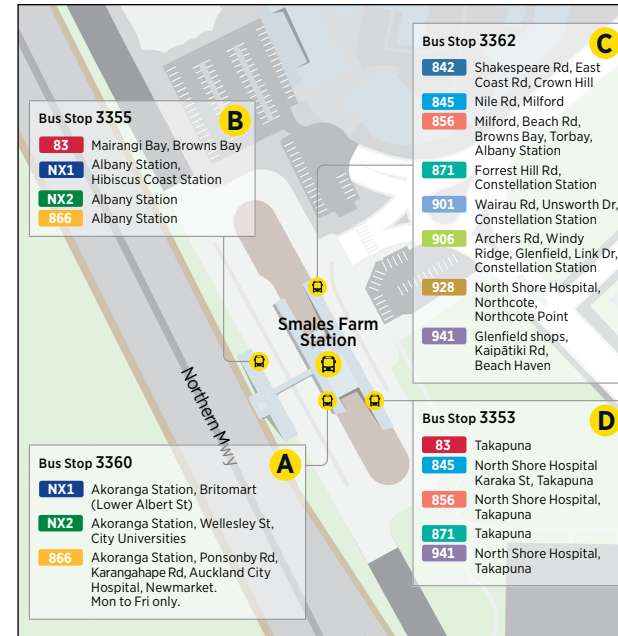 Bus Stop 3355
B
83 Mairangi Bay, Browns Bay
NX1 Albany Station,
Hibiscus Coast Station
NX2 Albany Station
866 Albany Station
Bus Stop 3362
C
842 Shakespeare Rd, East
Coast Rd, Crown Hill
845 Nile Rd, Milford
856 Milford, Beach Rd,
Browns Bay, Torbay,
Albany Station
871 Forrest Hill Rd,
Constellation Station
901 Wairau Rd, Unsworth Dr,
Constellation Station
906 Archers Rd, Windy
Ridge, Glenfield, Link Dr,
Constellation Station
928 North Shore Hospital,
Northcote,
Northcote Point
941 Glenfield shops,
Kaipātiki Rd,
Beach Haven
Smales Farm
Station
Northern Mwy
Bus Stop 3360
A
NX1 Akoranga Station, Britomart
(Lower Albert St)
NX2 Akoranga Station, Wellesley St,
City Universities
866 Akoranga Station, Ponsonby Rd,
Karangahape Rd, Auckland City
Hospital, Newmarket.
Mon to Fri only.
Bus Stop 3353
D
83 Takapuna
845 North Shore Hospital
Karaka St, Takapuna
856 North Shore Hospital,
Takapuna
871 Takapuna
941 North Shore Hospital,
Takapuna